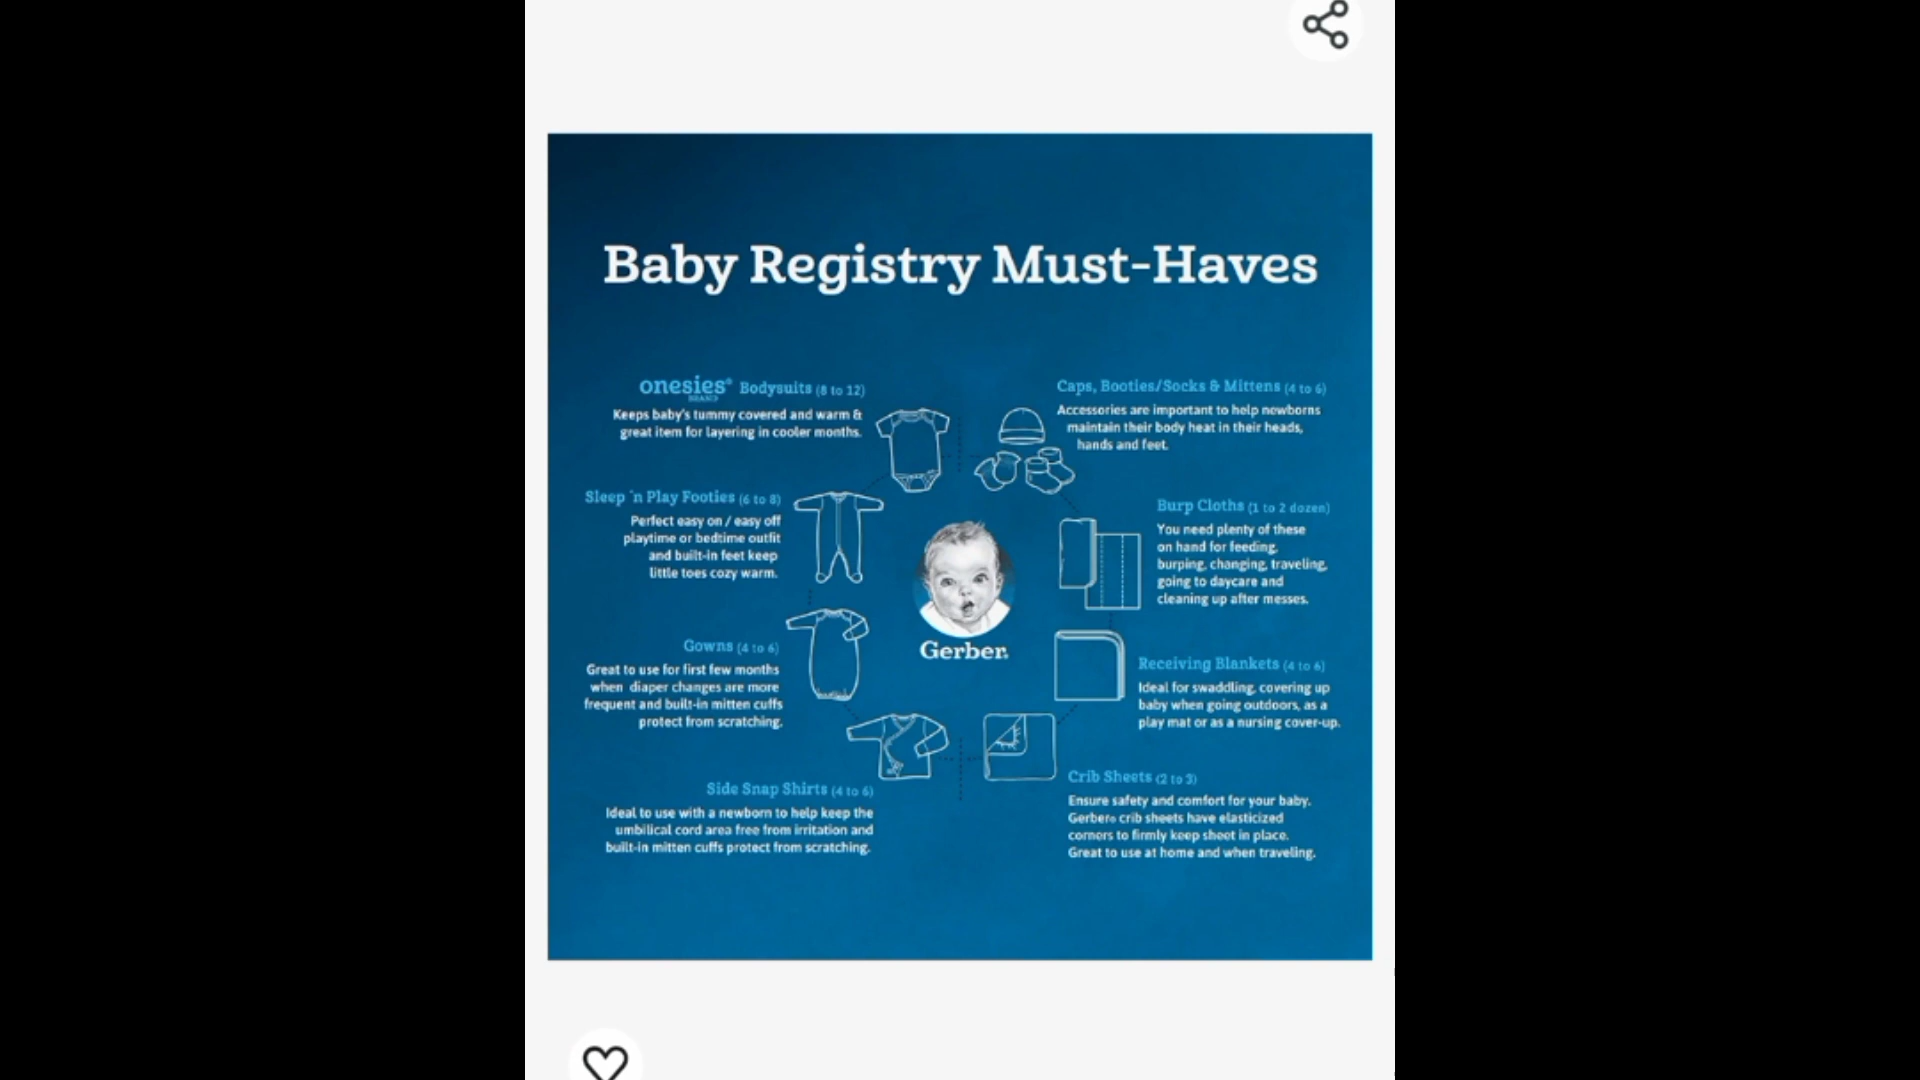 Baby Registry Must-Haves
onesies® Bodysuits (8 to 12)
BRAND
Keeps baby's tummy covered and warm &
great item for layering in cooler months.
Sleep 'n Play Footies (6 to 8)
Perfect easy on / easy off
playtime or bedtime outfit
and built-in feet keep
little toes cozy warm.
Gowns (4 to 6)
Great to use for first few months
when diaper changes are more
frequent and built-in mitten cuffs
protect from scratching.
Side Snap Shirts (4 to 6)
Ideal to use with a newborn to help keep the
umbilical cord area free from irritation and
built-in mitten cuffs protect from scratching.
Gerber®
Caps, Booties/Socks & Mittens (4 to 6)
Accessories are important to help newborns
maintain their body heat in their heads,
hands and feet.
Burp Cloths (1 to 2 dozen)
You need plenty of these
on hand for feeding,
burping, changing, traveling,
going to daycare and
cleaning up after messes.
Receiving Blankets (4 to 6)
Ideal for swaddling, covering up
baby when going outdoors, as a
play mat or as a nursing cover-up.
Crib Sheets (2 to 3)
Ensure safety and comfort for your baby.
Gerber® crib sheets have elasticized
corners to firmly keep sheet in place.
Great to use at home and when traveling.